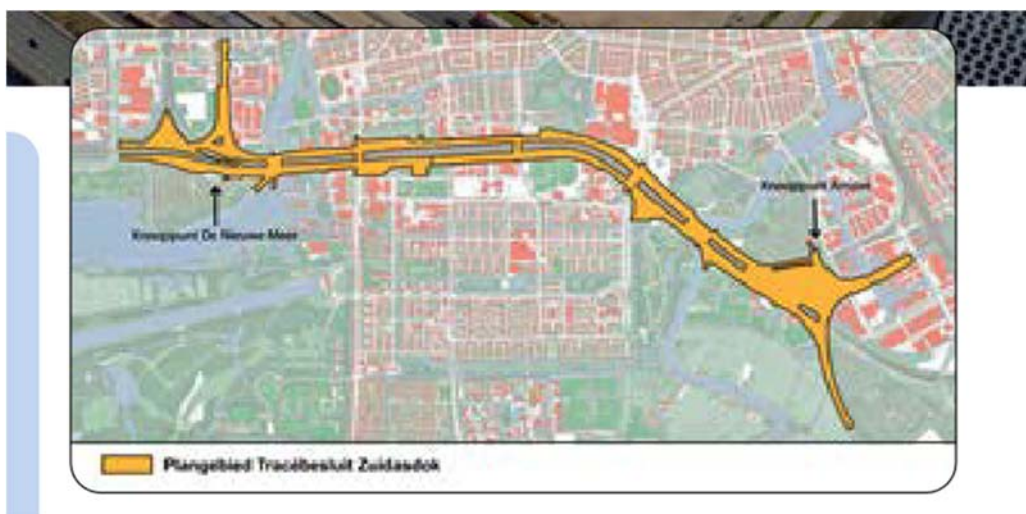 Knooppunt Amstel
Knooppunt De Nieuwe Meer
Plangebied Tracébesluit Zuidasdok